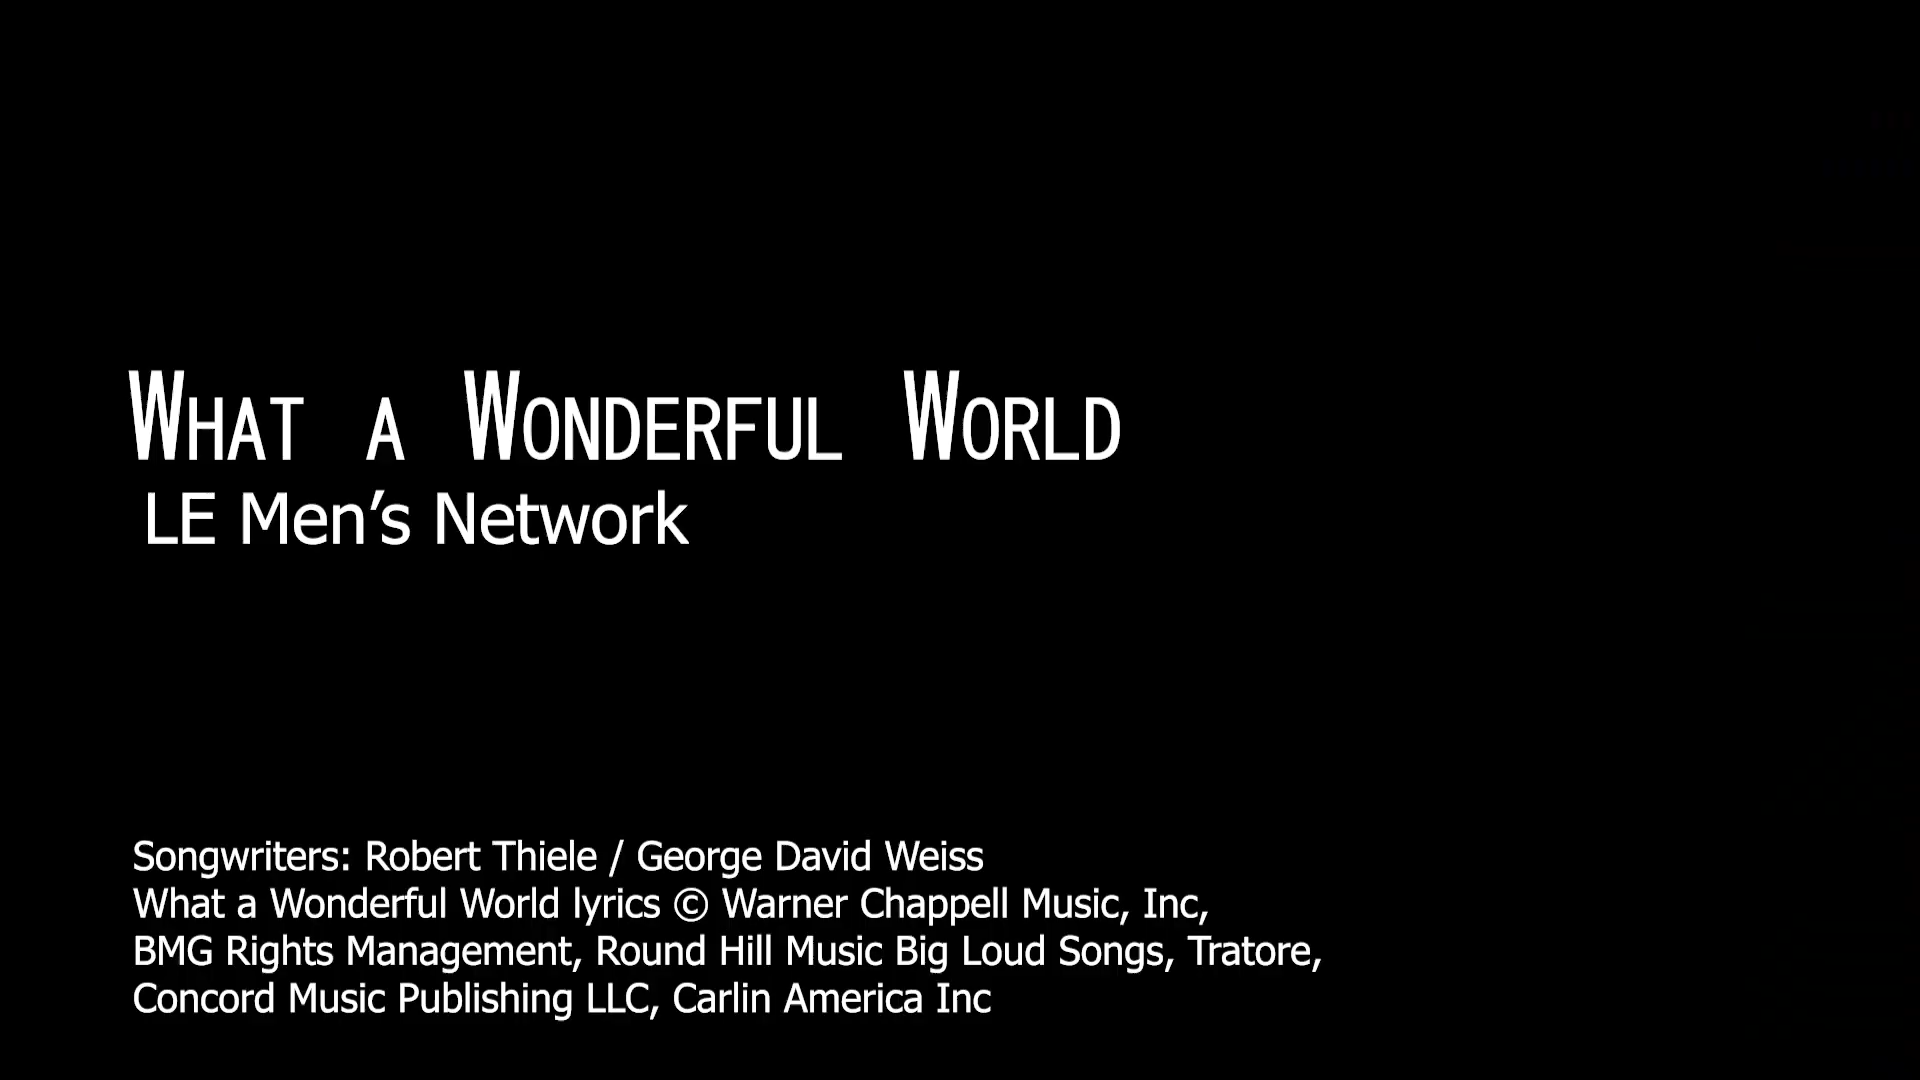 What a Wonderful World
LE Men’s Network
Songwriters: Robert Thiele / George David Weiss
What a Wonderful World lyrics © Warner Chappell Music, Inc,
BMG Rights Management, Round Hill Music Big Loud Songs, Tratore,
Concord Music Publishing LLC, Carlin America Inc